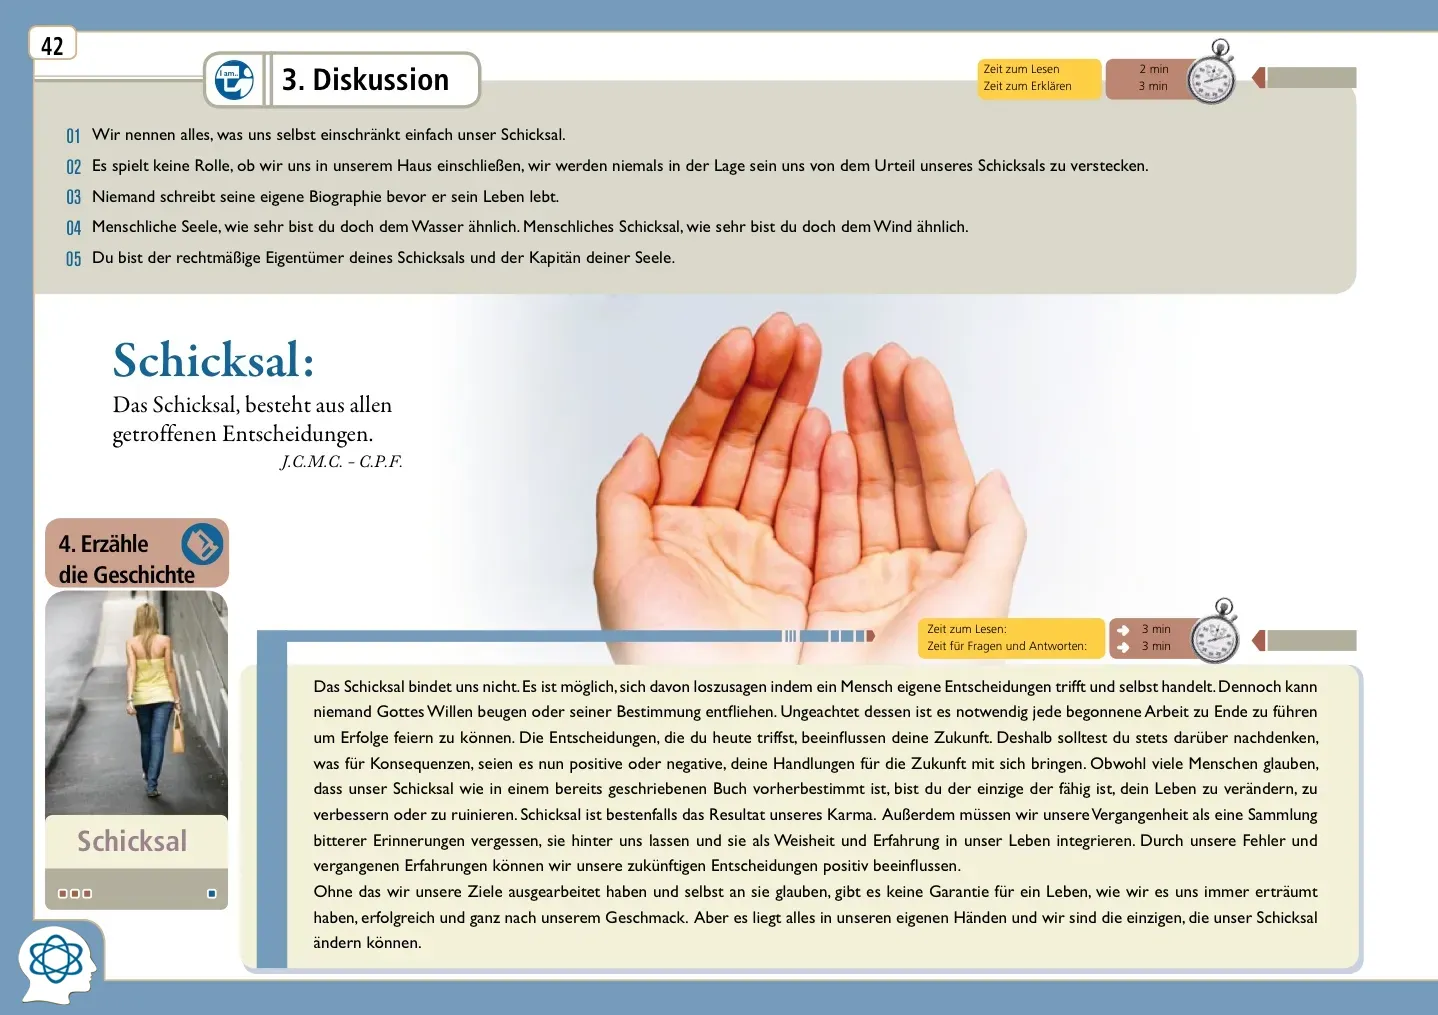 42
I am...
3. Diskussion
Zeit zum Lesen 2 min
Zeit zum Erklären 3 min
01 Wir nennen alles, was uns selbst einschränkt einfach unser Schicksal.
02 Es spielt keine Rolle, ob wir uns in unserem Haus einschließen, wir werden niemals in der Lage sein uns von dem Urteil unseres Schicksals zu verstecken.
03 Niemand schreibt seine eigene Biographie bevor er sein Leben lebt.
04 Menschliche Seele, wie sehr bist du doch dem Wasser ähnlich. Menschliches Schicksal, wie sehr bist du doch dem Wind ähnlich.
05 Du bist der rechtmäßige Eigentümer deines Schicksals und der Kapitän deiner Seele.
Schicksal:
Das Schicksal, besteht aus allen
getroffenen Entscheidungen.
J.C.M.C. – C.P.F.
4. Erzähle
die Geschichte
Schicksal
Zeit zum Lesen: 3 min
Zeit für Fragen und Antworten: 3 min
Das Schicksal bindet uns nicht. Es ist möglich, sich davon loszusagen indem ein Mensch eigene Entscheidungen trifft und selbst handelt. Dennoch kann
niemand Gottes Willen beugen oder seiner Bestimmung entfliehen. Ungeachtet dessen ist es notwendig jede begonnene Arbeit zu Ende zu führen
um Erfolge feiern zu können. Die Entscheidungen, die du heute triffst, beeinflussen deine Zukunft. Deshalb solltest du stets darüber nachdenken,
was für Konsequenzen, seien es nun positive oder negative, deine Handlungen für die Zukunft mit sich bringen. Obwohl viele Menschen glauben,
dass unser Schicksal wie in einem bereits geschriebenen Buch vorherbestimmt ist, bist du der einzige der fähig ist, dein Leben zu verändern, zu
verbessern oder zu ruinieren. Schicksal ist bestenfalls das Resultat unseres Karma. Außerdem müssen wir unsere Vergangenheit als eine Sammlung
bitterer Erinnerungen vergessen, sie hinter uns lassen und sie als Weisheit und Erfahrung in unser Leben integrieren. Durch unsere Fehler und
vergangenen Erfahrungen können wir unsere zukünftigen Entscheidungen positiv beeinflussen.
Ohne das wir unsere Ziele ausgearbeitet haben und selbst an sie glauben, gibt es keine Garantie für ein Leben, wie wir es uns immer erträumt
haben, erfolgreich und ganz nach unserem Geschmack. Aber es liegt alles in unseren eigenen Händen und wir sind die einzigen, die unser Schicksal
ändern können.